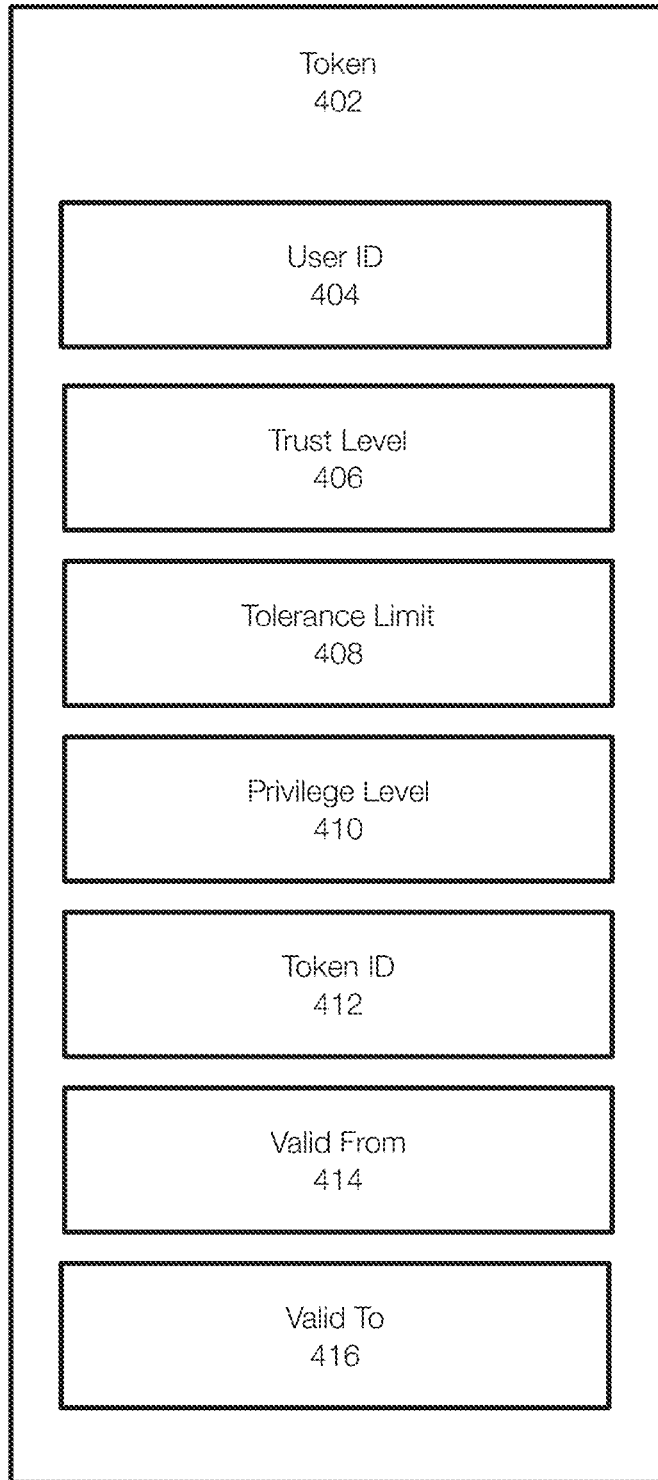 Token
402
User ID
404
Trust Level
406
Tolerance Limit
408
Privilege Level
410
Token ID
412
Valid From
414
Valid To
416